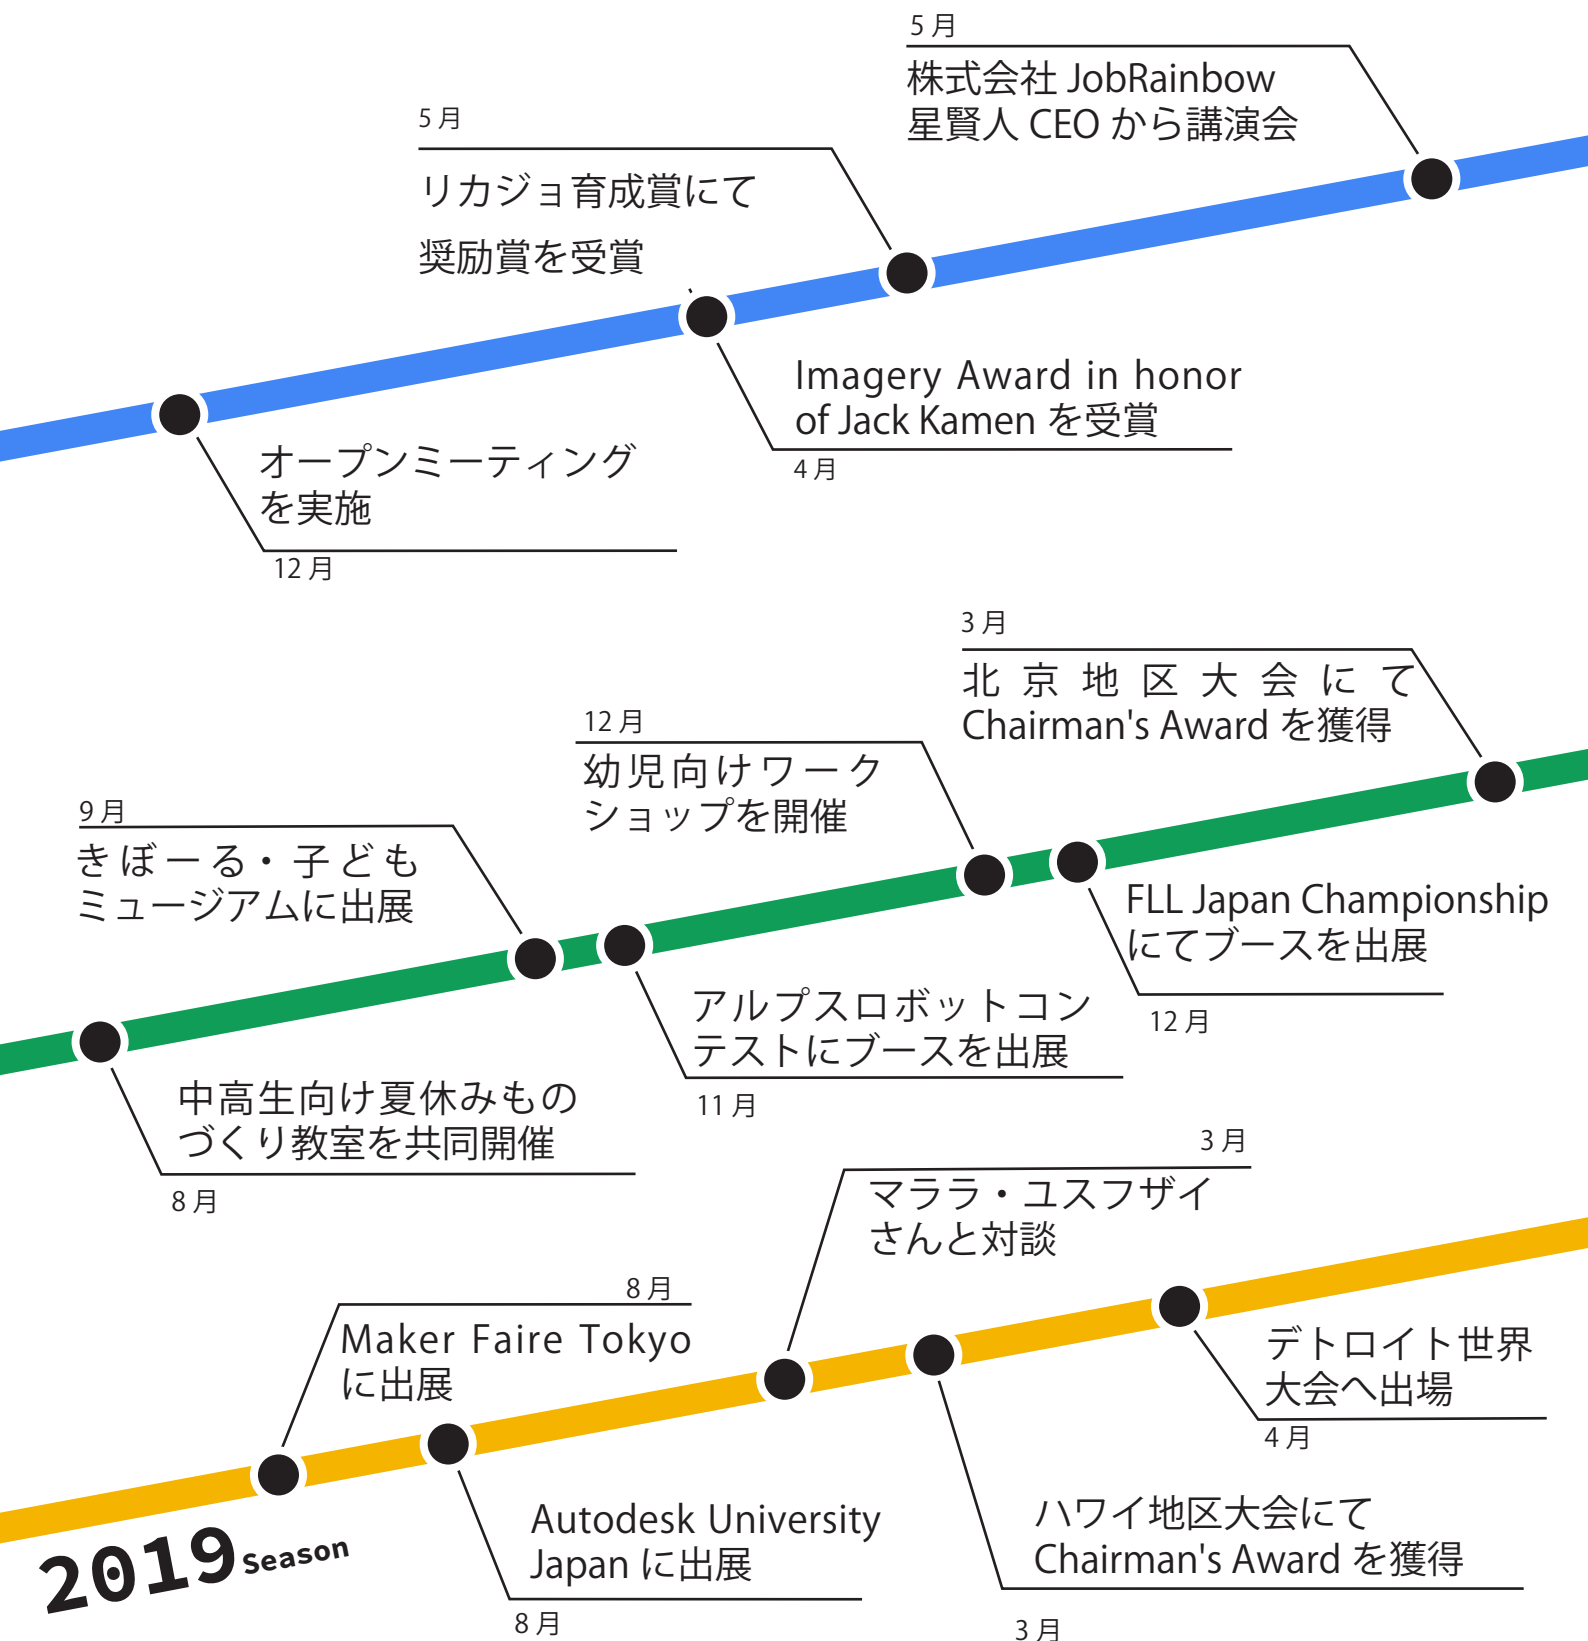 5月
株式会社 JobRainbow
星賢人 CEO から講演会
5月
リカジョ育成賞にて
奨励賞を受賞
Imagery Award in honor
of Jack Kamen を受賞
4月
オープンミーティング
を実施
12月
3月
北京地区大会にて
Chairman's Award を獲得
12月
幼児向けワーク
ショップを開催
9月
きぼーる・子ども
ミュージアムに出展
FLL Japan Championship
にてブースを出展
12月
アルプスロボットコン
テストにブースを出展
11月
中高生向け夏休みもの
づくり教室を共同開催
8月
3月
マララ・ユスフザイ
さんと対談
8月
Maker Faire Tokyo
に出展
デトロイト世界
大会へ出場
4月
Autodesk University
Japan に出展
8月
ハワイ地区大会にて
Chairman's Award を獲得
3月
2019 Season